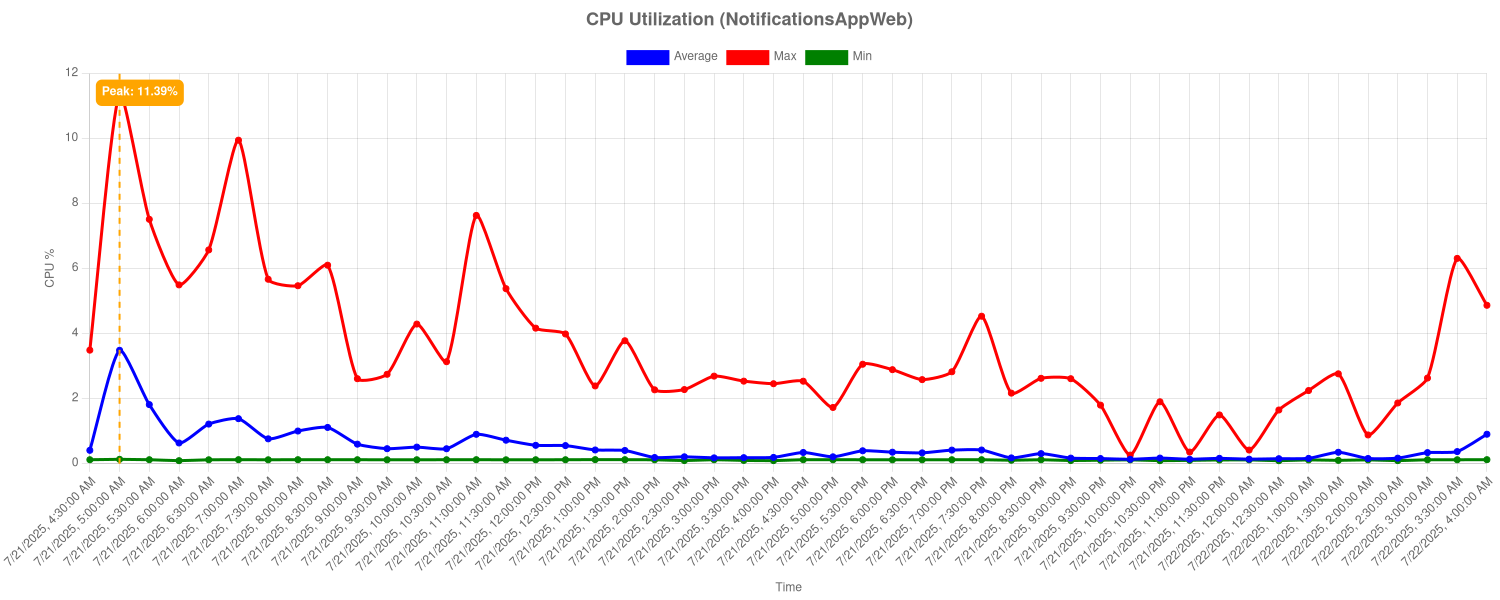 CPU Utilization (NotificationsAppWeb)
Average Max Min
Peak: 11.39%
12
10
8
6
4
2
0
CPU %
7/21/2025, 4:30:00 AM
7/21/2025, 5:00:00 AM
7/21/2025, 5:30:00 AM
7/21/2025, 6:00:00 AM
7/21/2025, 6:30:00 AM
7/21/2025, 7:00:00 AM
7/21/2025, 7:30:00 AM
7/21/2025, 8:00:00 AM
7/21/2025, 8:30:00 AM
7/21/2025, 9:00:00 AM
7/21/2025, 9:30:00 AM
7/21/2025, 10:00:00 AM
7/21/2025, 10:30:00 AM
7/21/2025, 11:00:00 AM
7/21/2025, 11:30:00 AM
7/21/2025, 12:00:00 PM
7/21/2025, 12:30:00 PM
7/21/2025, 1:00:00 PM
7/21/2025, 1:30:00 PM
7/21/2025, 2:00:00 PM
7/21/2025, 2:30:00 PM
7/21/2025, 3:00:00 PM
7/21/2025, 3:30:00 PM
7/21/2025, 4:00:00 PM
7/21/2025, 4:30:00 PM
7/21/2025, 5:00:00 PM
7/21/2025, 5:30:00 PM
7/21/2025, 6:00:00 PM
7/21/2025, 6:30:00 PM
7/21/2025, 7:00:00 PM
7/21/2025, 7:30:00 PM
7/21/2025, 8:00:00 PM
7/21/2025, 8:30:00 PM
7/21/2025, 9:00:00 PM
7/21/2025, 9:30:00 PM
7/21/2025, 10:00:00 PM
7/21/2025, 10:30:00 PM
7/21/2025, 11:00:00 PM
7/21/2025, 11:30:00 PM
7/22/2025, 12:00:00 AM
7/22/2025, 12:30:00 AM
7/22/2025, 1:00:00 AM
7/22/2025, 1:30:00 AM
7/22/2025, 2:00:00 AM
7/22/2025, 2:30:00 AM
7/22/2025, 3:00:00 AM
7/22/2025, 3:30:00 AM
7/22/2025, 4:00:00 AM
Time